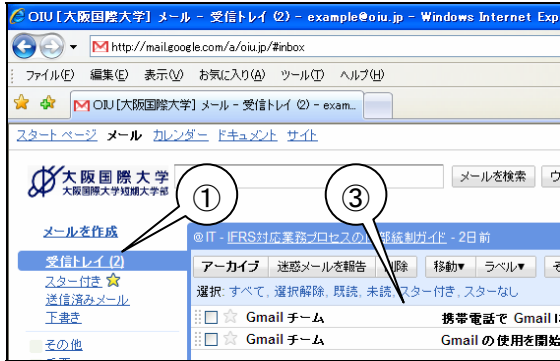 OIU [大阪国際大学] メール - 受信トレイ (2) - example@oiu.jp - Windows Internet Exp
http://mail.google.com/a/oiu.jp/#inbox
ファイル(F) 編集(E) 表示(V) お気に入り(A) ツール(T) ヘルプ(H)
OIU [大阪国際大学] メール - 受信トレイ (2) - exam...
スタート ページ メール カレンダー ドキュメント サイト
大阪国際大学
大阪国際大学短期大学部
メールを検索
① ③
メールを作成
@IT - IFRS対応業務プロセスの 部統制ガイド - 2日前
受信トレイ (2)
アーカイブ 迷惑メールを報告 削除 移動▼ ラベル▼ そ
スター付き
選択: すべて, 選択解除, 既読, 未読, スター付き, スターなし
送信済みメール
下書き
Gmail チーム 携帯電話で Gmail
Gmail チーム Gmail の使用を開始
その他